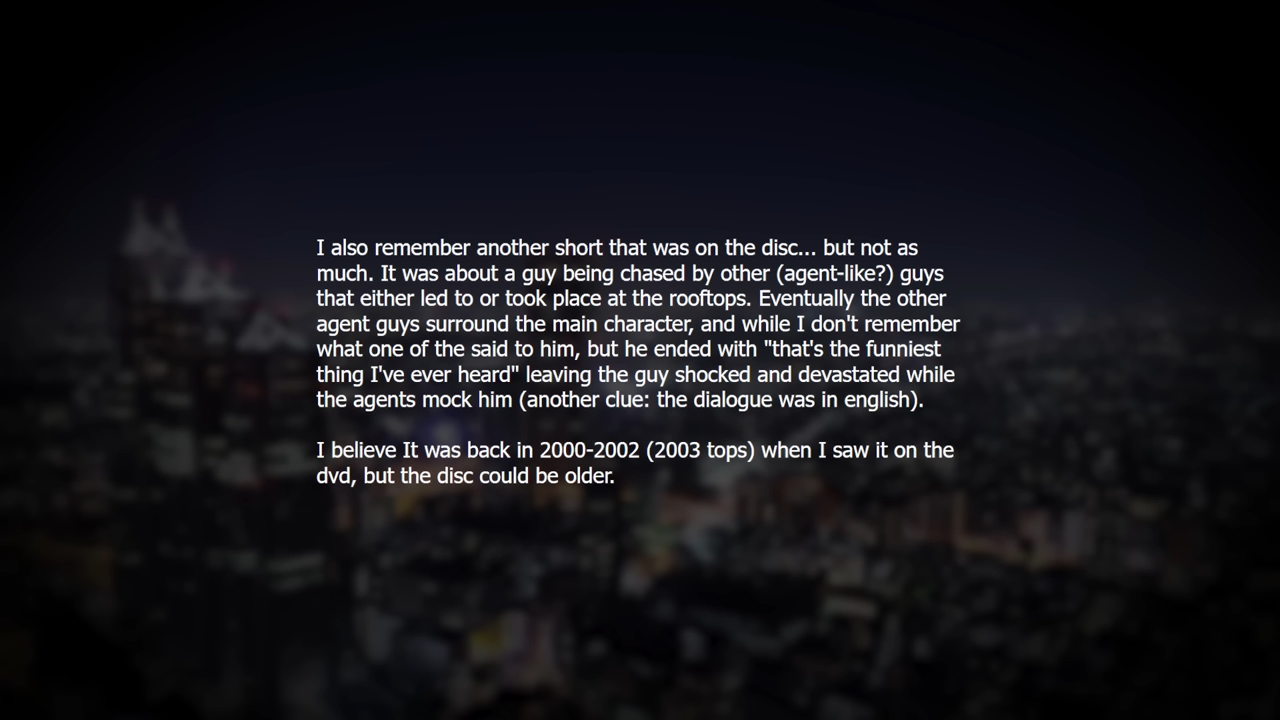 I also remember another short that was on the disc... but not as
much. It was about a guy being chased by other (agent-like?) guys
that either led to or took place at the rooftops. Eventually the other
agent guys surround the main character, and while I don't remember
what one of the said to him, but he ended with "that's the funniest
thing I've ever heard" leaving the guy shocked and devastated while
the agents mock him (another clue: the dialogue was in english).
I believe It was back in 2000-2002 (2003 tops) when I saw it on the
dvd, but the disc could be older.